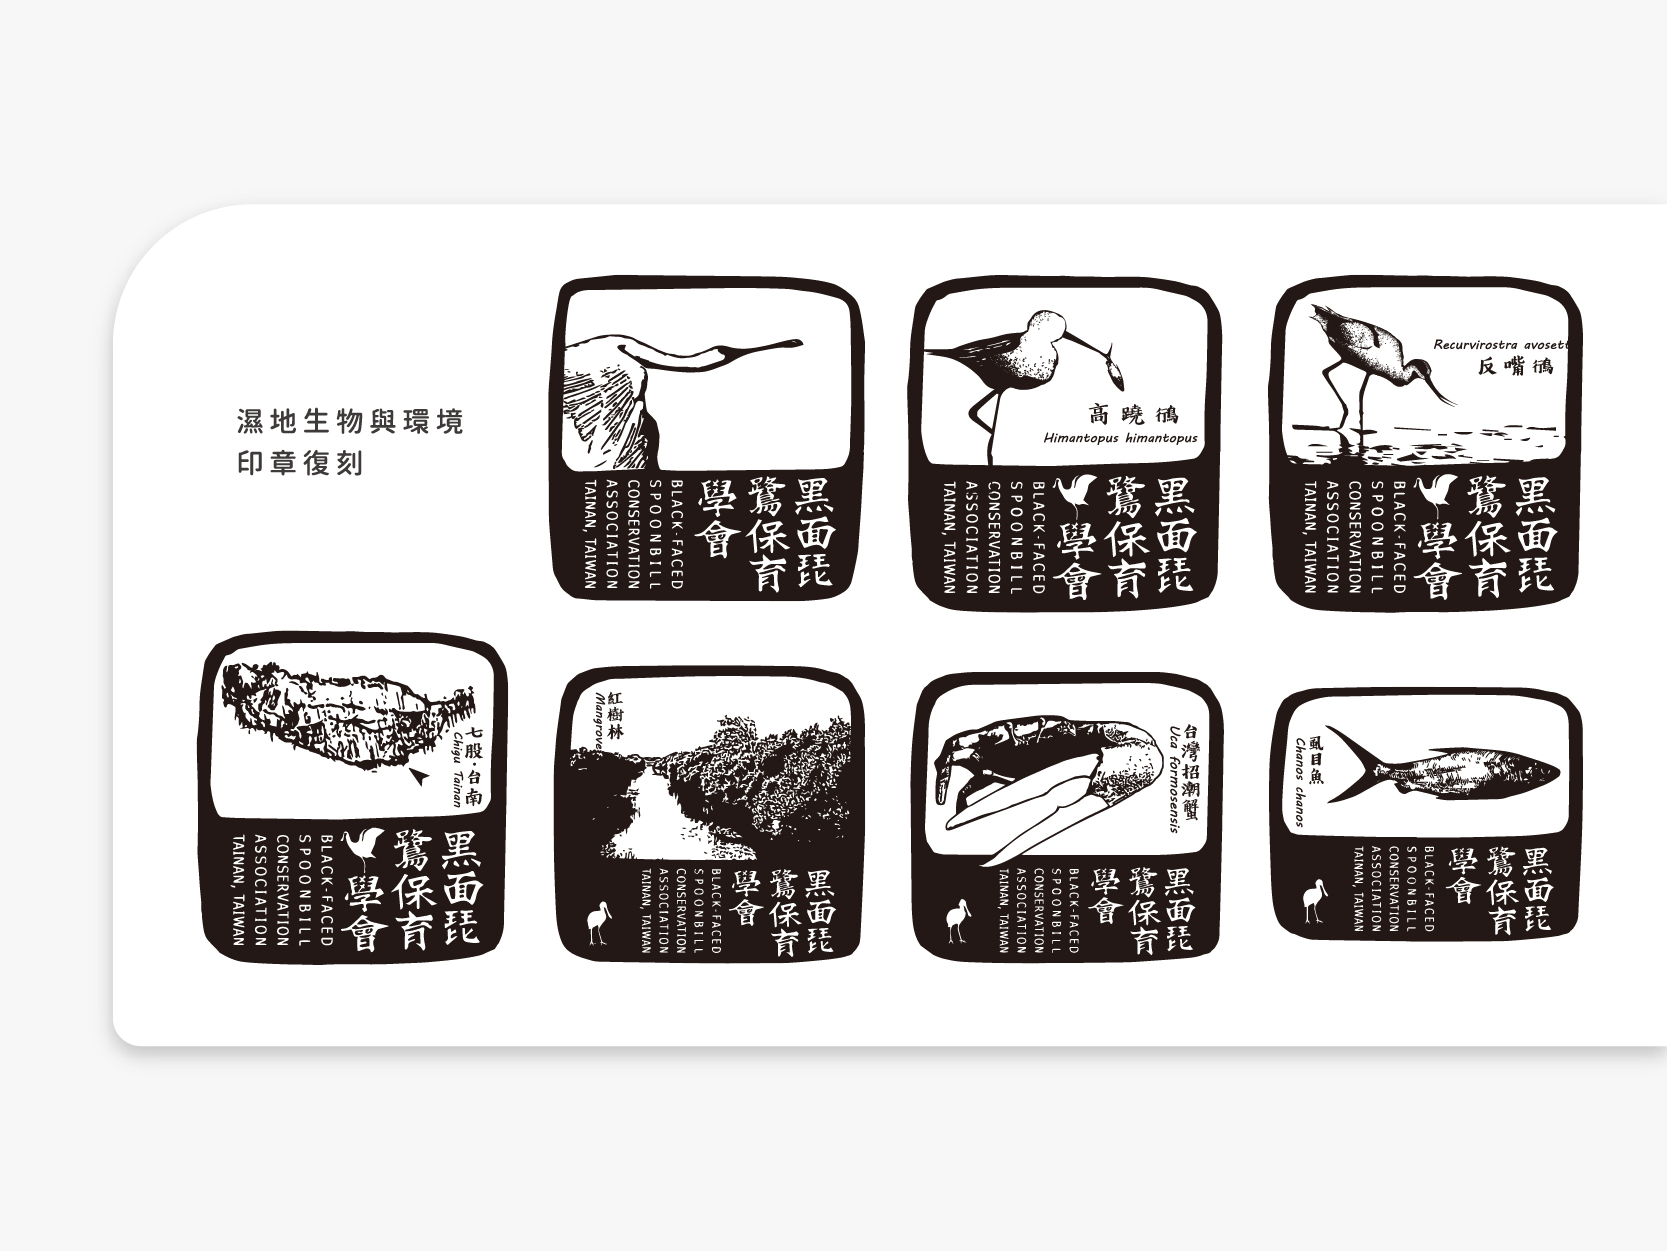 濕地生物與環境
印章復刻
黑面琵
鷺保育
學會
BLACK-FACED
SPOONBILL
CONSERVATION
ASSOCIATION
TAINAN, TAIWAN
高蹺鴴
Himantopus himantopus
黑面琵
鷺保育
學會
BLACK-FACED
SPOONBILL
CONSERVATION
ASSOCIATION
TAINAN, TAIWAN
Recurvirostra avosett
反嘴鴴
黑面琵
鷺保育
學會
BLACK-FACED
SPOONBILL
CONSERVATION
ASSOCIATION
TAINAN, TAIWAN
七股·台南
Chigu Tainan
黑面琵
鷺保育
學會
BLACK-FACED
SPOONBILL
CONSERVATION
ASSOCIATION
TAINAN, TAIWAN
紅樹林
Mangrove
黑面琵
鷺保育
學會
BLACK-FACED
SPOONBILL
CONSERVATION
ASSOCIATION
TAINAN, TAIWAN
台灣招潮蟹
Uca formosensis
黑面琵
鷺保育
學會
BLACK-FACED
SPOONBILL
CONSERVATION
ASSOCIATION
TAINAN, TAIWAN
虱目魚
Chanos chanos
黑面琵
鷺保育
學會
BLACK-FACED
SPOONBILL
CONSERVATION
ASSOCIATION
TAINAN, TAIWAN